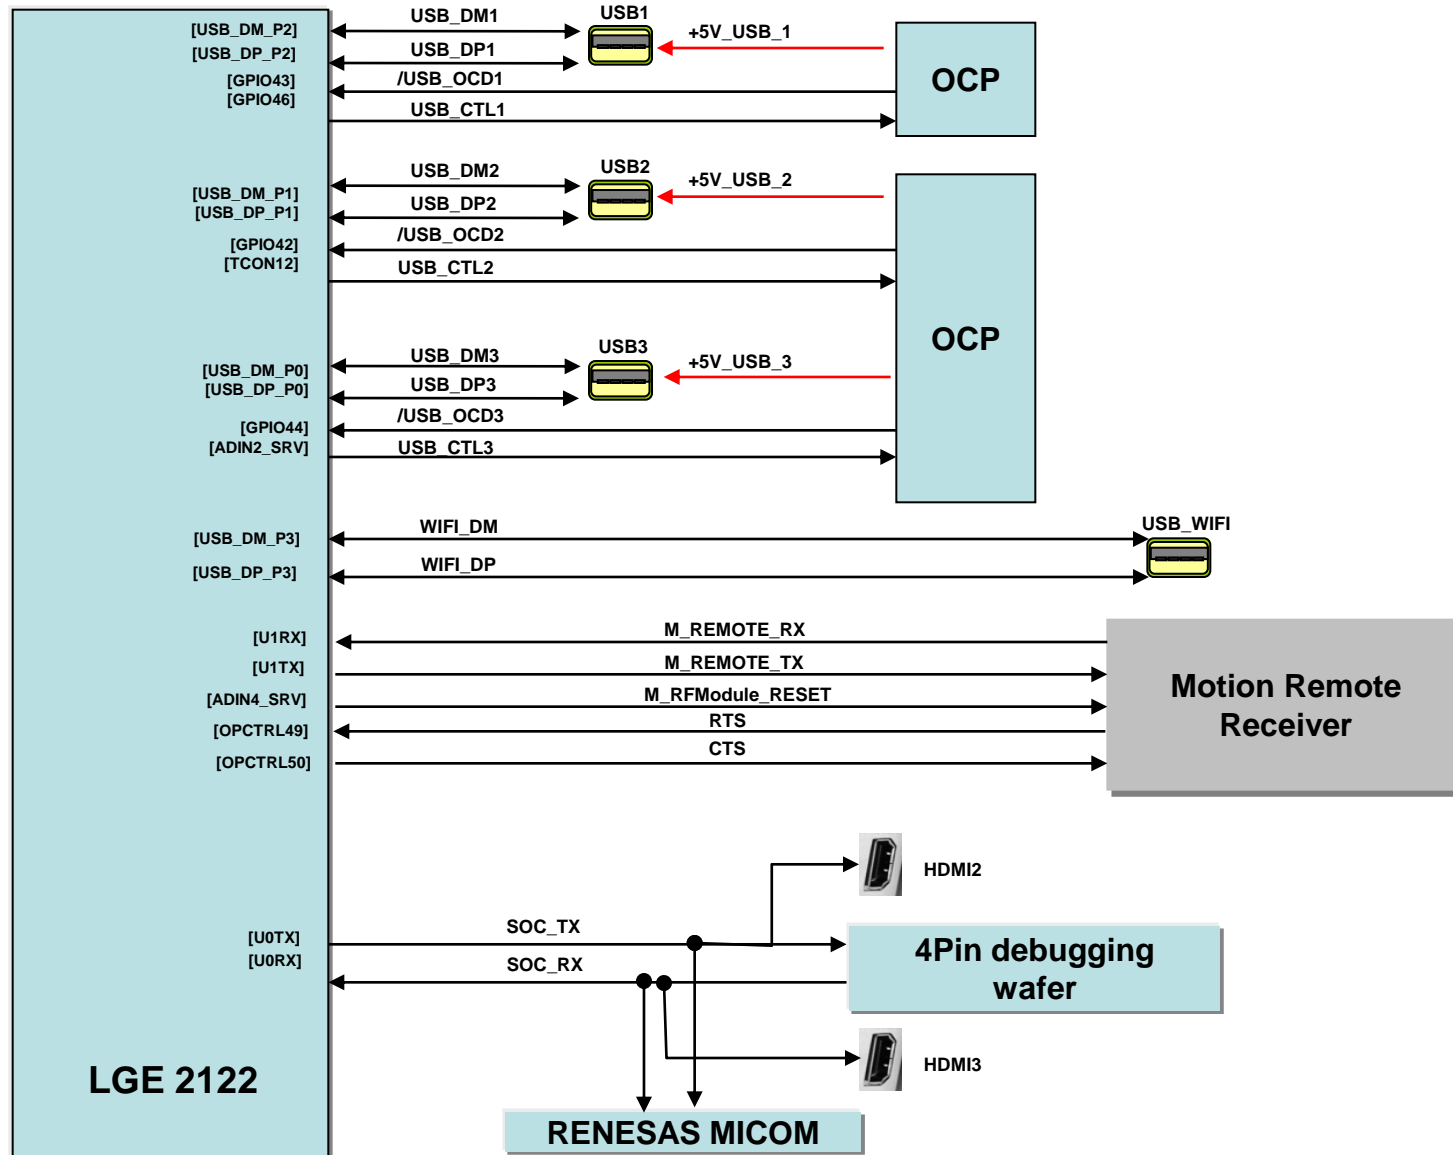 USB_DM1
USB1
[USB_DM_P2]
+5V_USB_1
USB_DP1
[USB_DP_P2]
/USB_OCD1
[GPIO43]
OCP
[GPIO46]
USB_CTL1
USB_DM2
USB2
+5V_USB_2
[USB_DM_P1]
USB_DP2
[USB_DP_P1]
/USB_OCD2
[GPIO42]
[TCON12]
USB_CTL2
OCP
USB3
USB_DM3
+5V_USB_3
[USB_DM_P0]
USB_DP3
[USB_DP_P0]
/USB_OCD3
[GPIO44]
[ADIN2_SRV]
USB_CTL3
WIFI_DM
USB_WIFI
[USB_DM_P3]
WIFI_DP
[USB_DP_P3]
M_REMOTE_RX
[U1RX]
M_REMOTE_TX
[U1TX]
Motion Remote
Receiver
M_RFModule_RESET
[ADIN4_SRV]
RTS
[OPCTRL49]
CTS
[OPCTRL50]
HDMI2
SOC_TX
[U0TX]
4Pin debugging
wafer
[U0RX]
SOC_RX
HDMI3
LGE 2122
RENESAS MICOM